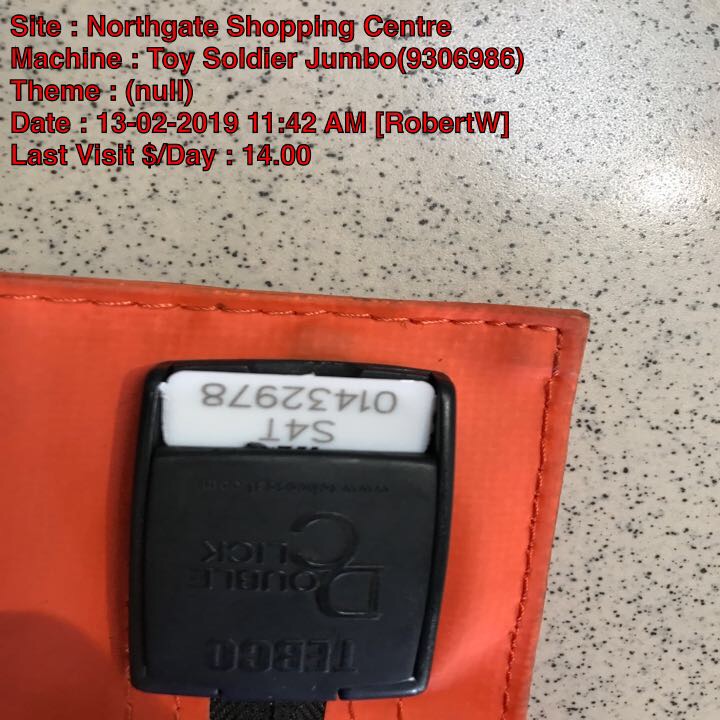 Site : Northgate Shopping Centre
Machine : Toy Soldier Jumbo(9306986)
Theme : (null)
Date : 13-02-2019 11:42 AM [RobertW]
Last Visit $/Day : 14.00
TEBCO
DOUBLE
CLICK
S4T
01432978